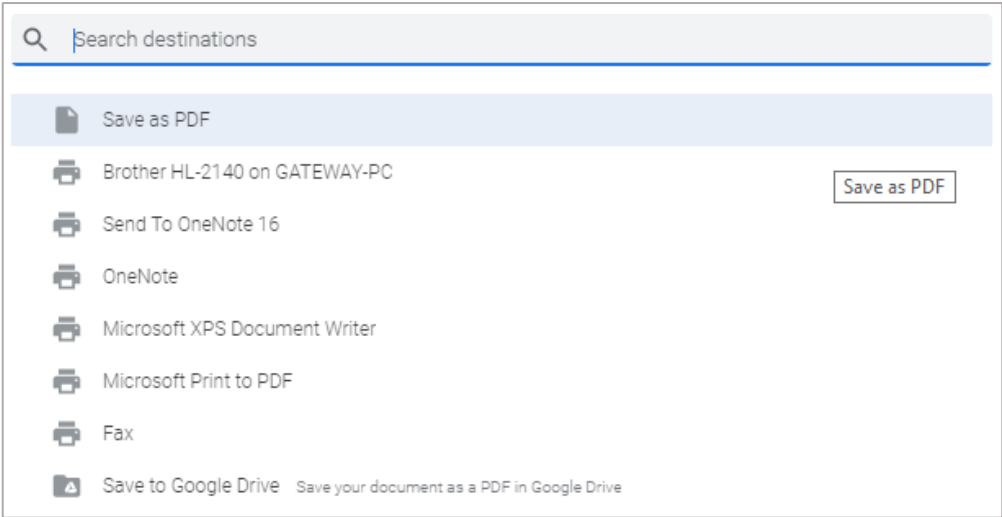 Search destinations
Save as PDF
Brother HL-2140 on GATEWAY-PC
Save as PDF
Send To OneNote 16
OneNote
Microsoft XPS Document Writer
Microsoft Print to PDF
Fax
Save to Google Drive Save your document as a PDF in Google Drive